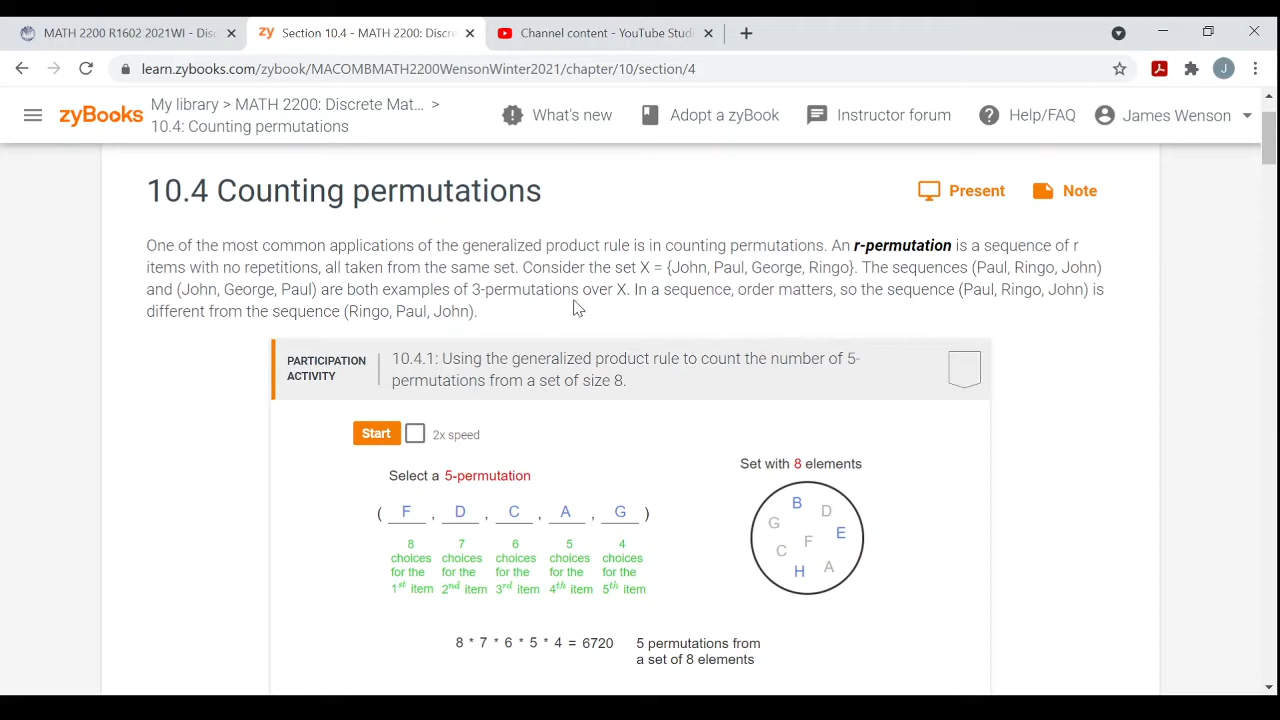 MATH 2200 R1602 2021WI - Disc
zy Section 10.4 - MATH 2200: Discre
Channel content - YouTube Studi
learn.zybooks.com/zybook/MACOMBMATH2200WensonWinter2021/chapter/10/section/4
J
zyBooks
My library > MATH 2200: Discrete Mat... >
10.4: Counting permutations
What's new
Adopt a zyBook
Instructor forum
Help/FAQ
James Wenson
10.4 Counting permutations
Present
Note
One of the most common applications of the generalized product rule is in counting permutations. An r-permutation is a sequence of r
items with no repetitions, all taken from the same set. Consider the set X = {John, Paul, George, Ringo}. The sequences (Paul, Ringo, John)
and (John, George, Paul) are both examples of 3-permutations over X. In a sequence, order matters, so the sequence (Paul, Ringo, John) is
different from the sequence (Ringo, Paul, John).
PARTICIPATION
ACTIVITY
10.4.1: Using the generalized product rule to count the number of 5-
permutations from a set of size 8.
Start
2x speed
Select a 5-permutation
Set with 8 elements
( F , D , C , A , G )
8 7 6 5 4
choices choices choices choices choices
for the for the for the for the for the
1st item 2nd item 3rd item 4th item 5th item
B
D
G
E
F
C
H
A
8 * 7 * 6 * 5 * 4 = 6720
5 permutations from
a set of 8 elements